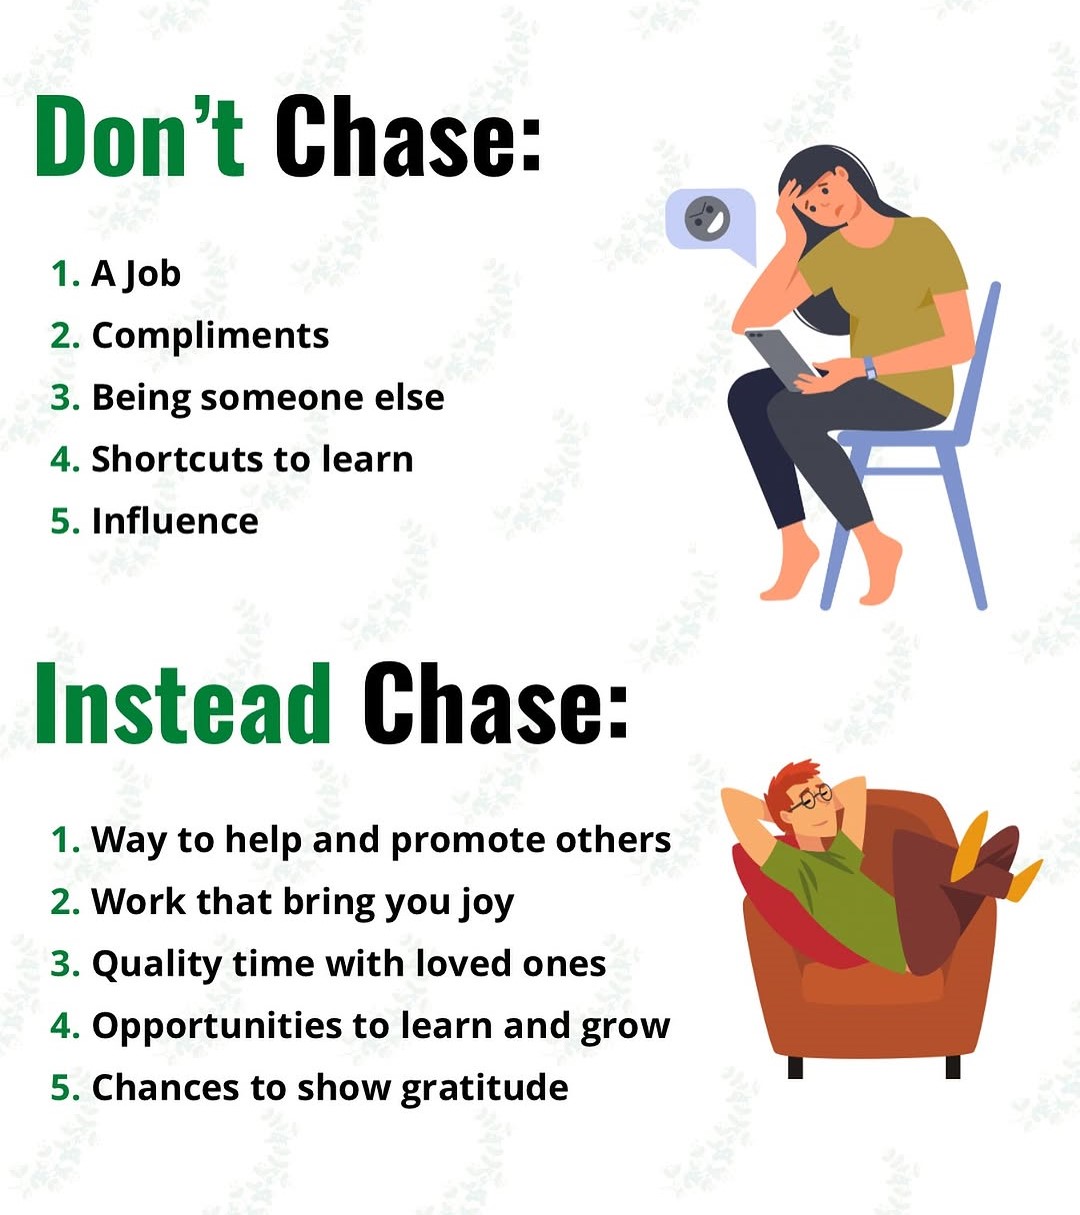 Don’t Chase:
1. A Job
2. Compliments
3. Being someone else
4. Shortcuts to learn
5. Influence
Instead Chase:
1. Way to help and promote others
2. Work that bring you joy
3. Quality time with loved ones
4. Opportunities to learn and grow
5. Chances to show gratitude